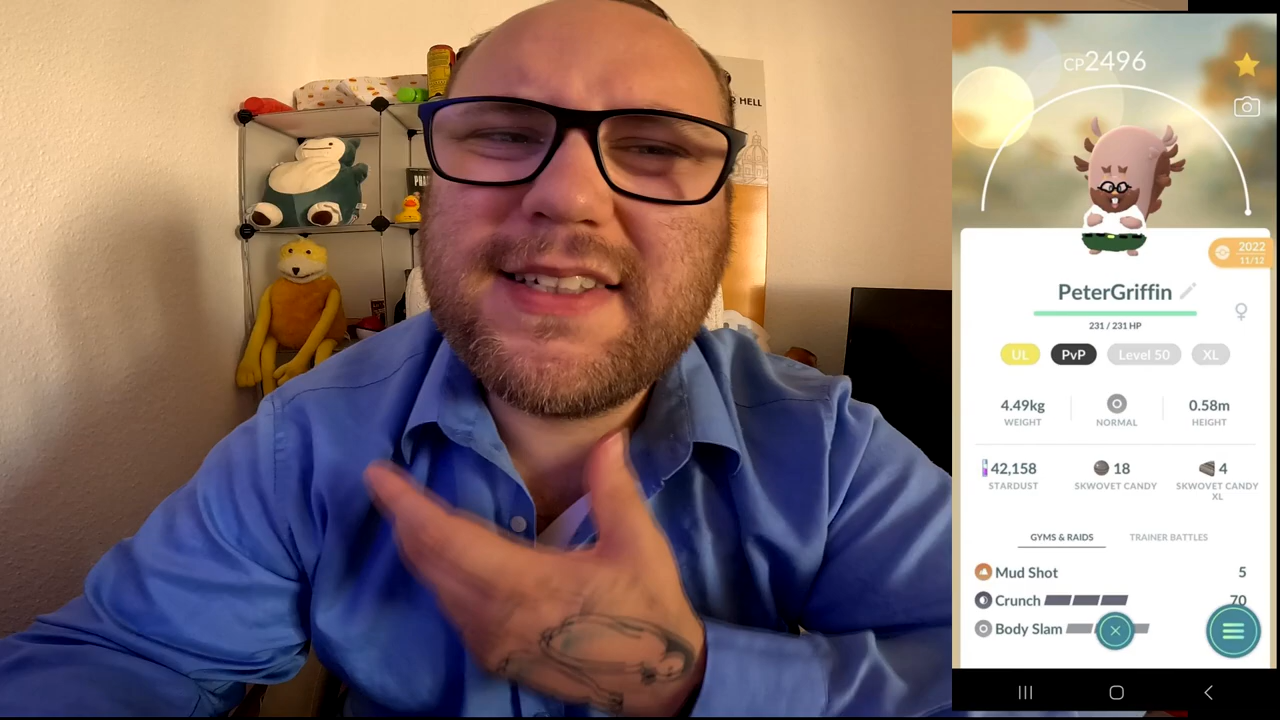 R HELL
PRA
CP2496
2022
11/12
PeterGriffin
231 / 231 HP
UL PvP Level 50 XL
4.49kg
WEIGHT
NORMAL
0.58m
HEIGHT
42,158
STARDUST
18
SKWOVET CANDY
4
SKWOVET CANDY
XL
GYMS & RAIDS TRAINER BATTLES
Mud Shot 5
Crunch 70
Body Slam